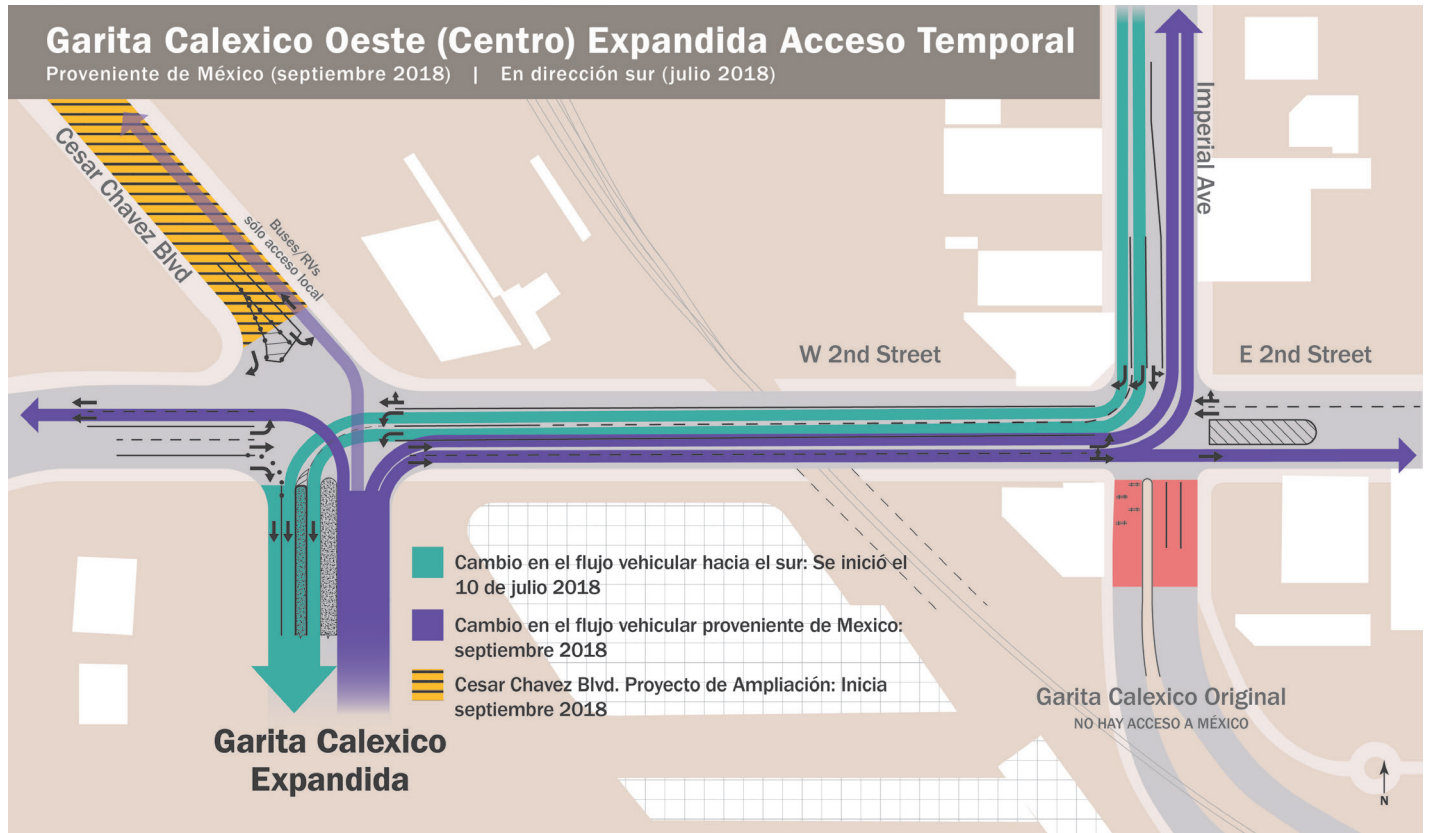 Garita Calexico Oeste (Centro) Expandida Acceso Temporal
Proveniente de México (septiembre 2018) | En dirección sur (julio 2018)
Imperial Ave
Cesar Chavez Blvd
Buses/RVs
sólo acceso local
W 2nd Street
E 2nd Street
Cambio en el flujo vehicular hacia el sur: Se inició el
10 de julio 2018
Cambio en el flujo vehicular proveniente de Mexico:
septiembre 2018
Cesar Chavez Blvd. Proyecto de Ampliación: Inicia
septiembre 2018
Garita Calexico
Expandida
Garita Calexico Original
NO HAY ACCESO A MÉXICO
N